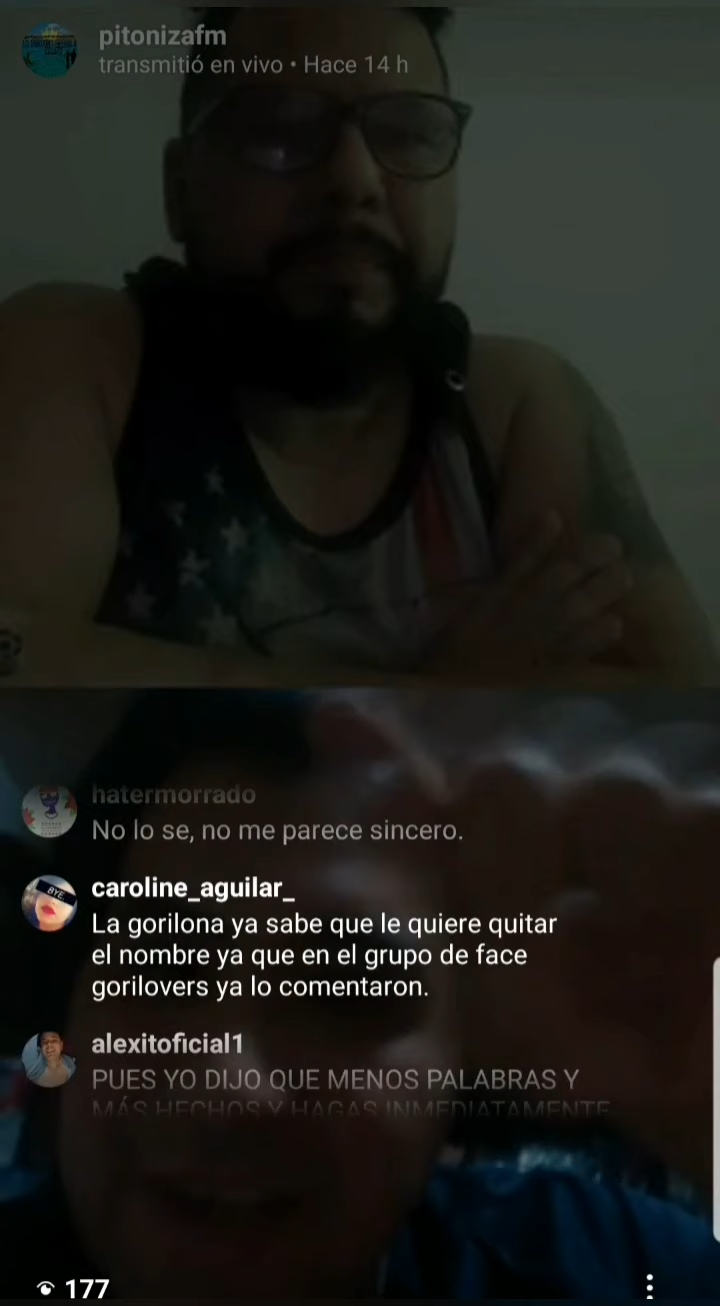 pitonizafm
transmitió en vivo • Hace 14 h
hatermorrado
No lo se, no me parece sincero.
BYE.
caroline_aguilar_
La gorilona ya sabe que le quiere quitar
el nombre ya que en el grupo de face
gorilovers ya lo comentaron.
alexitoficial1
PUES YO DIJO QUE MENOS PALABRAS Y
MÁS HECHOS Y HAGAS INMEDIATAMENTE
177